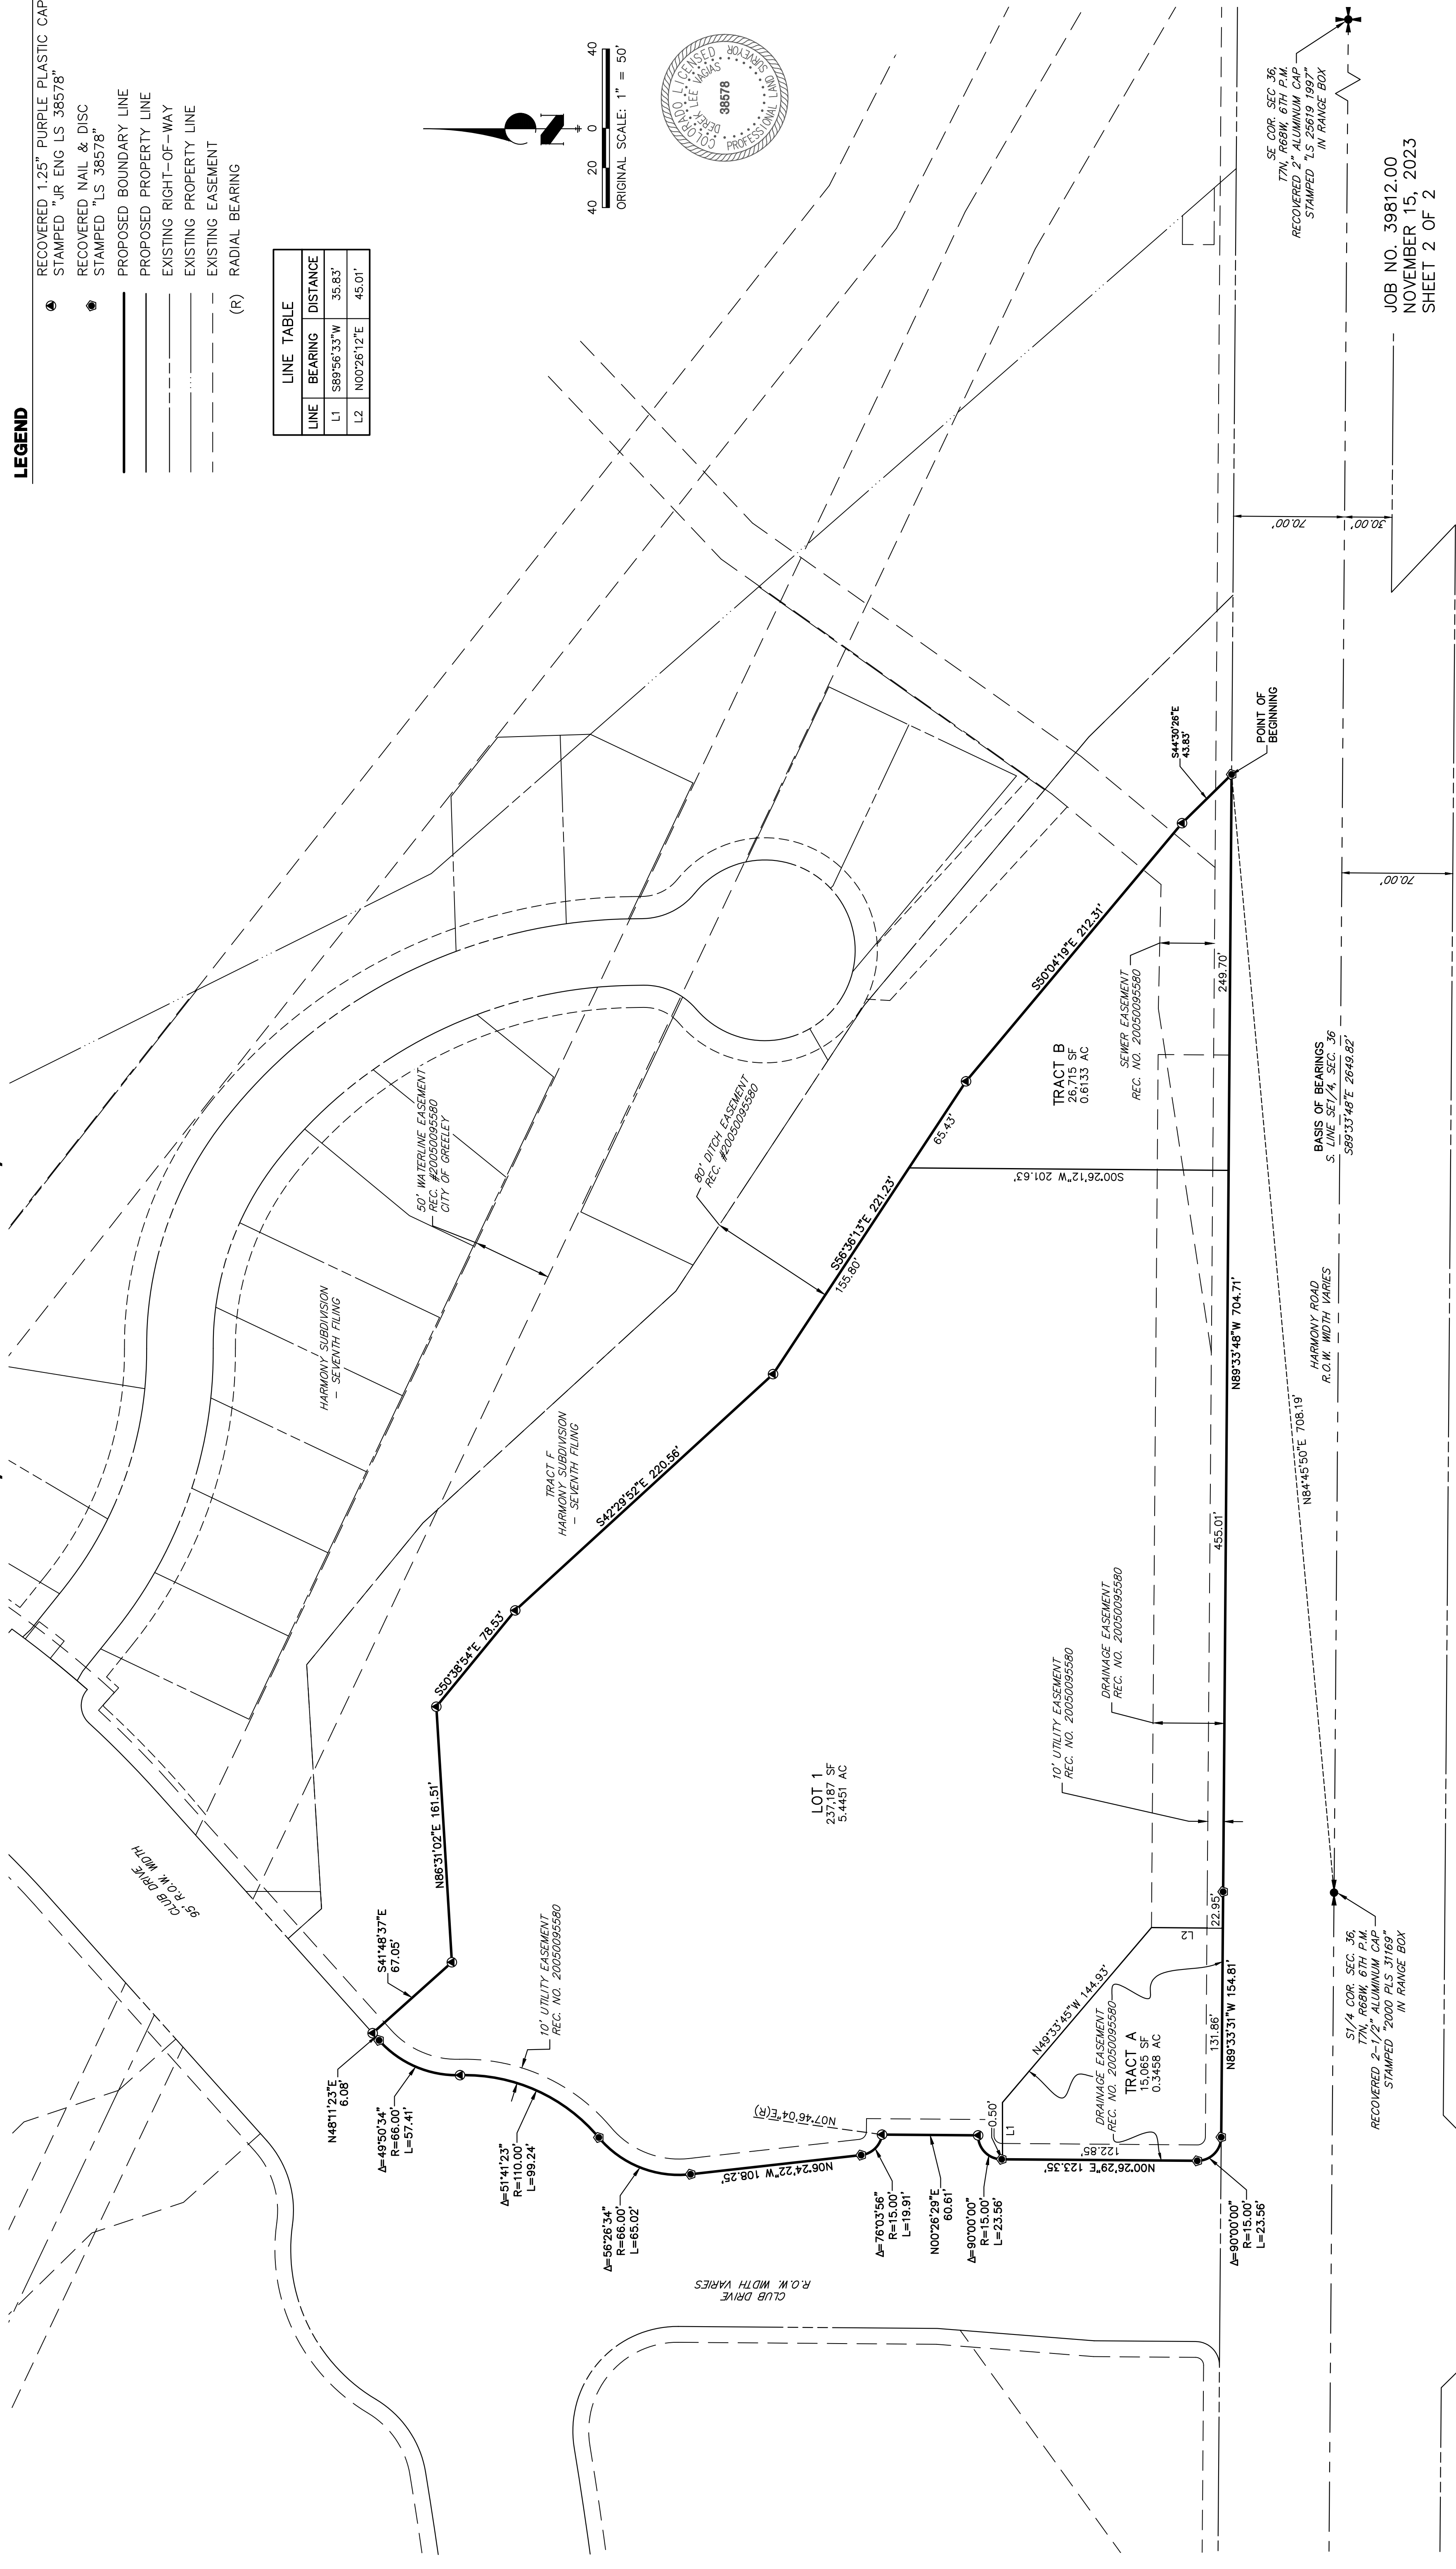 LEGEND
RECOVERED 1.25" PURPLE PLASTIC CAP
STAMPED "JR ENG LS 38578"
RECOVERED NAIL & DISC
STAMPED "LS 38578"
PROPOSED BOUNDARY LINE
PROPOSED PROPERTY LINE
EXISTING RIGHT-OF-WAY
EXISTING PROPERTY LINE
EXISTING EASEMENT
(R) RADIAL BEARING
LINE TABLE
LINE BEARING DISTANCE
L1 S89°56'33"W 35.83'
L2 N00°26'12"E 45.01'
N
40 20 0 40
ORIGINAL SCALE: 1" = 50'
COLORADO LICENSED
DEREK LEE VAGIAS
38578
PROFESSIONAL LAND SURVEYOR
CLUB DRIVE
95' R.O.W. WIDTH
HARMONY SUBDIVISION
– SEVENTH FILING
50' WATERLINE EASEMENT
REC. #20050095580
CITY OF GREELEY
TRACT F
HARMONY SUBDIVISION
– SEVENTH FILING
80' DITCH EASEMENT
REC. #20050095580
N48°11'23"E
6.08'
S41°48'37"E
67.05'
N86°31'02"E 161.51'
S50°38'54"E 78.53'
S42°29'52"E 220.56'
S56°36'13"E 221.23'
155.80'
65.43'
S50°04'19"E 212.31'
S44°30'26"E
43.83'
POINT OF
BEGINNING
Δ=49°50'34"
R=66.00'
L=57.41'
Δ=51°41'23"
R=110.00'
L=99.24'
Δ=56°26'34"
R=66.00'
L=65.02'
10' UTILITY EASEMENT
REC. NO. 20050095580
N06°24'22"W 108.25'
N07°46'04"E(R)
Δ=76°03'56"
R=15.00'
L=19.91'
N00°26'29"E
60.61'
Δ=90°00'00"
R=15.00'
L=23.56'
0.50'
L1
N00°26'29"E 123.35'
122.85'
Δ=90°00'00"
R=15.00'
L=23.56'
CLUB DRIVE
R.O.W. WIDTH VARIES
LOT 1
237,187 SF
5.4451 AC
TRACT B
26,715 SF
0.6133 AC
SEWER EASEMENT
REC. NO. 20050095580
S00°26'12"W 201.63'
N49°33'45"W 144.93'
DRAINAGE EASEMENT
REC. NO. 20050095580
TRACT A
15,065 SF
0.3458 AC
L2
10' UTILITY EASEMENT
REC. NO. 20050095580
DRAINAGE EASEMENT
REC. NO. 20050095580
131.86'
22.95'
455.01'
249.70'
N89°33'31"W 154.81'
N89°33'48"W 704.71'
N84°45'50"E 708.19'
HARMONY ROAD
R.O.W. WIDTH VARIES
BASIS OF BEARINGS
S. LINE SE1/4, SEC. 36
S89°33'48"E 2649.82'
70.00'
70.00'
30.00'
S1/4 COR. SEC. 36,
T7N, R68W, 6TH P.M.
RECOVERED 2-1/2" ALUMINUM CAP
STAMPED "2000 PLS 31169"
IN RANGE BOX
SE COR. SEC 36,
T7N, R68W, 6TH P.M.
RECOVERED 2" ALUMINUM CAP
STAMPED "LS 25619 1997"
IN RANGE BOX
JOB NO. 39812.00
NOVEMBER 15, 2023
SHEET 2 OF 2